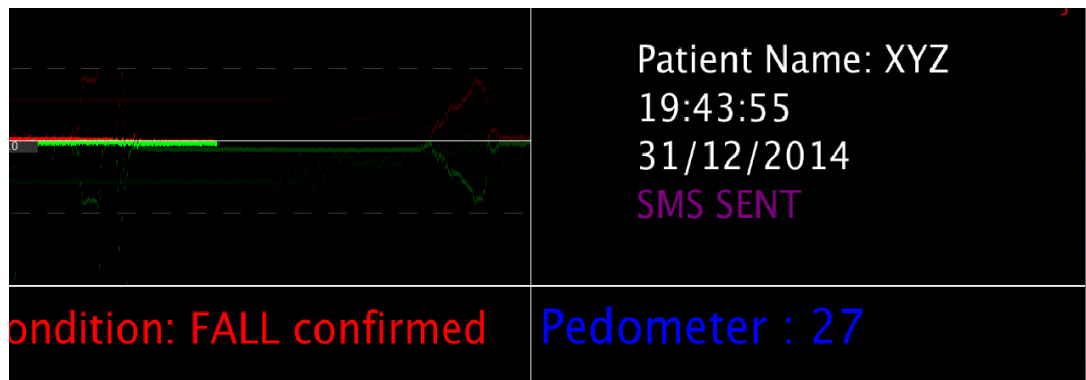 Patient Name: XYZ
19:43:55
31/12/2014
SMS SENT
ondition: FALL confirmed
Pedometer : 27